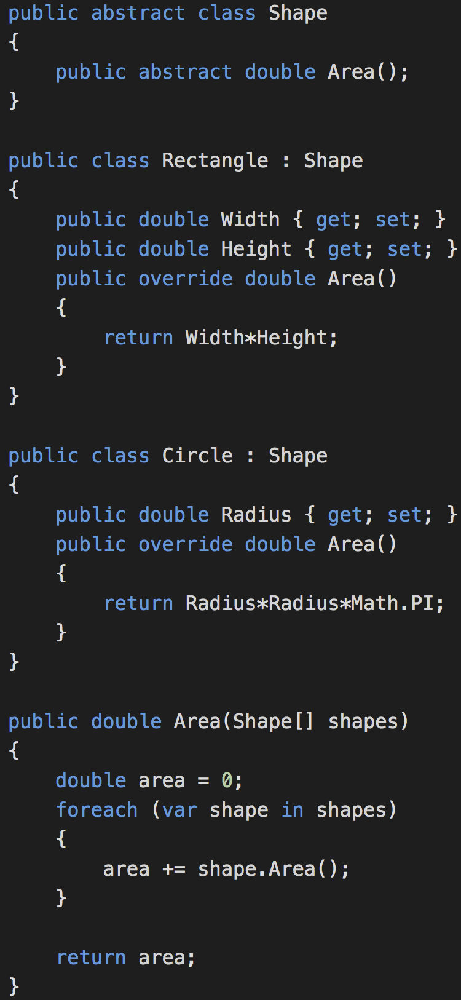 public abstract class Shape
{
    public abstract double Area();
}

public class Rectangle : Shape
{
    public double Width { get; set; }
    public double Height { get; set; }
    public override double Area()
    {
        return Width*Height;
    }
}

public class Circle : Shape
{
    public double Radius { get; set; }
    public override double Area()
    {
        return Radius*Radius*Math.PI;
    }
}

public double Area(Shape[] shapes)
{
    double area = 0;
    foreach (var shape in shapes)
    {
        area += shape.Area();
    }

    return area;
}